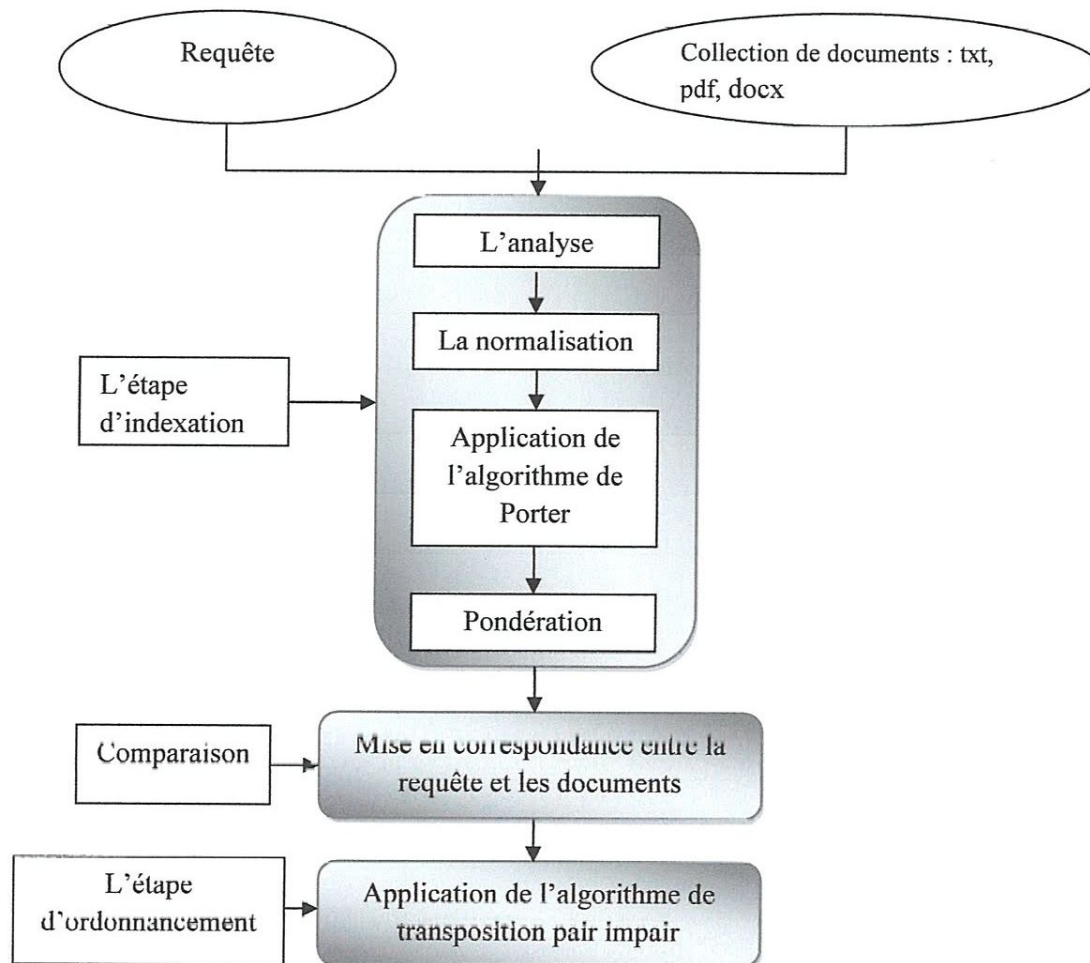 Requête
Collection de documents : txt,
pdf, docx
L’analyse
La normalisation
L’étape
d’indexation
Application de
l’algorithme de
Porter
Pondération
Comparaison
Mise en correspondance entre la
requête et les documents
L’étape
d’ordonnancement
Application de l’algorithme de
transposition pair impair